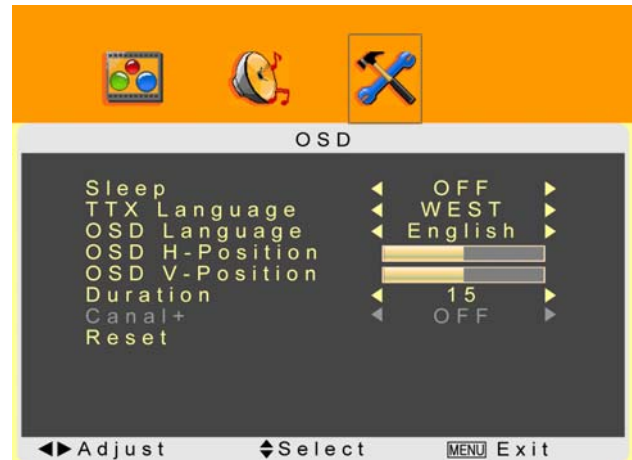 OSD
Sleep OFF
TTX Language WEST
OSD Language English
OSD H-Position
OSD V-Position
Duration 15
Canal+ OFF
Reset
Adjust Select MENU Exit